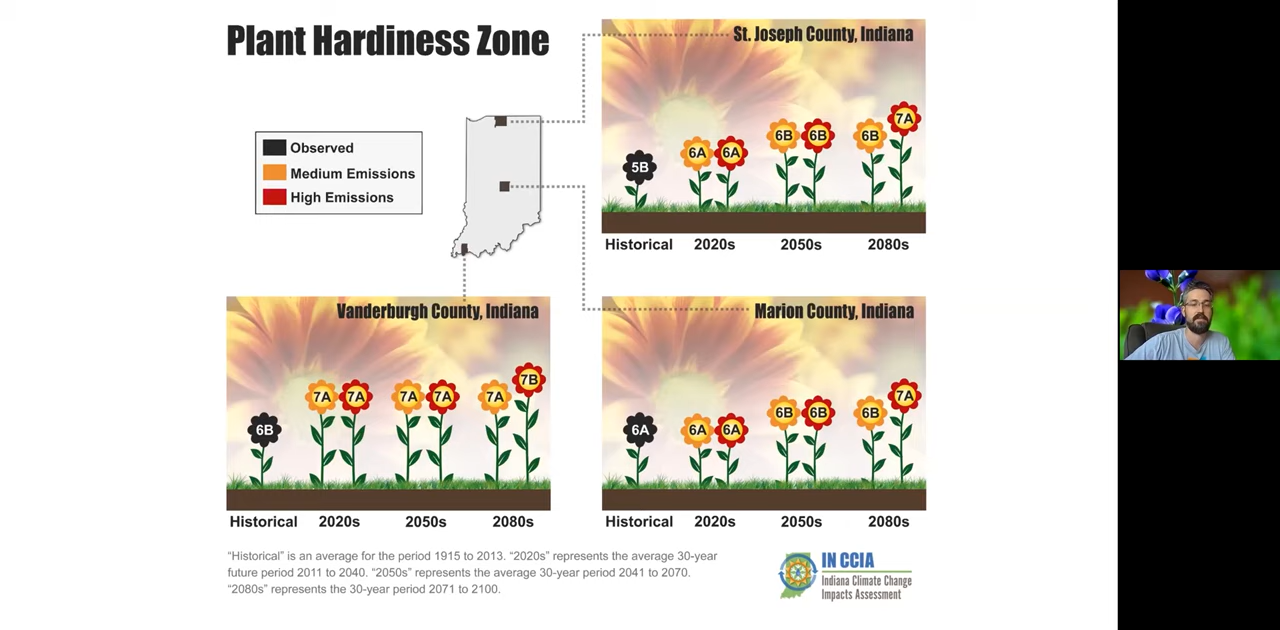 Plant Hardiness Zone
Observed
Medium Emissions
High Emissions
St. Joseph County, Indiana
5B
6A 6A
6B 6B
6B 7A
Historical 2020s 2050s 2080s
Vanderburgh County, Indiana
6B
7A 7A
7A 7A
7A 7B
Historical 2020s 2050s 2080s
Marion County, Indiana
6A
6A 6A
6B 6B
6B 7A
Historical 2020s 2050s 2080s
“Historical” is an average for the period 1915 to 2013. “2020s” represents the average 30-year
future period 2011 to 2040. “2050s” represents the average 30-year period 2041 to 2070.
“2080s” represents the 30-year period 2071 to 2100.
IN CCIA
Indiana Climate Change
Impacts Assessment